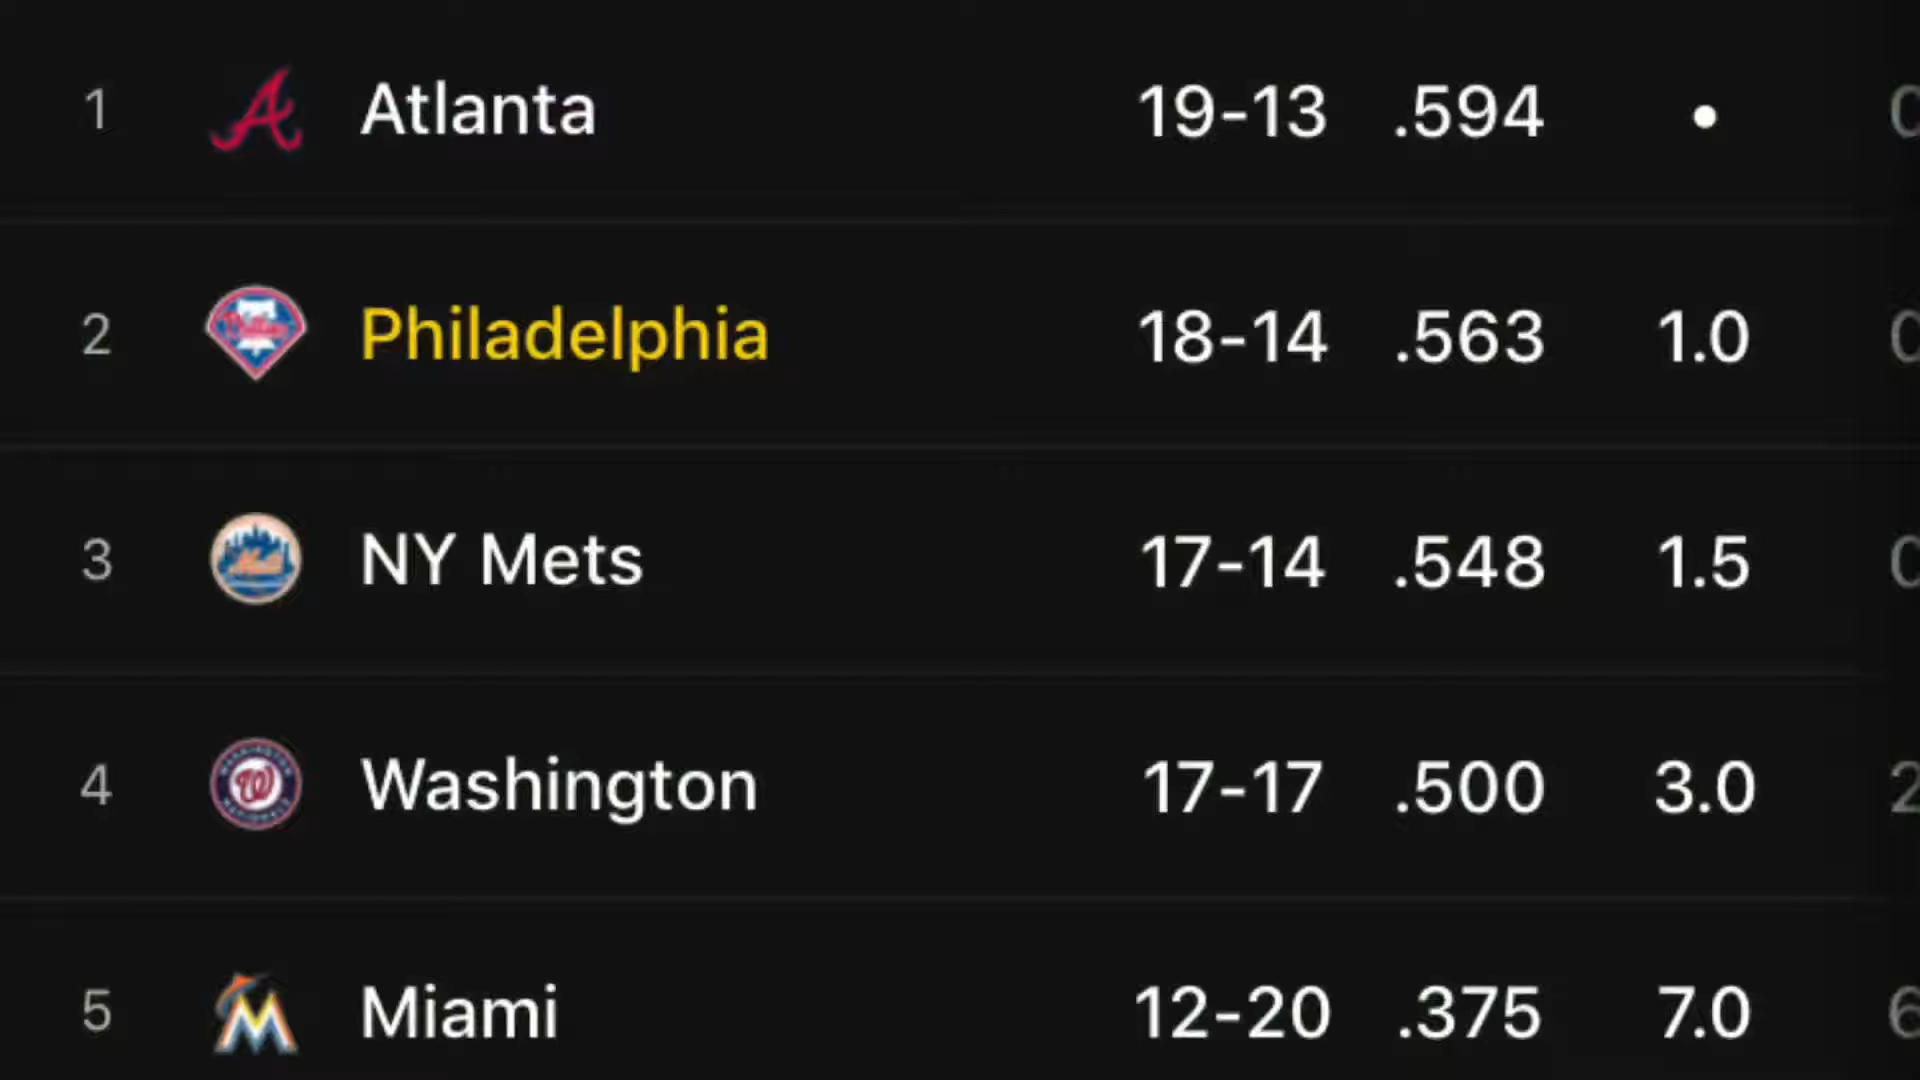 1 Atlanta 19-13 .594 •
2 Philadelphia 18-14 .563 1.0
3 NY Mets 17-14 .548 1.5
4 Washington 17-17 .500 3.0
5 Miami 12-20 .375 7.0